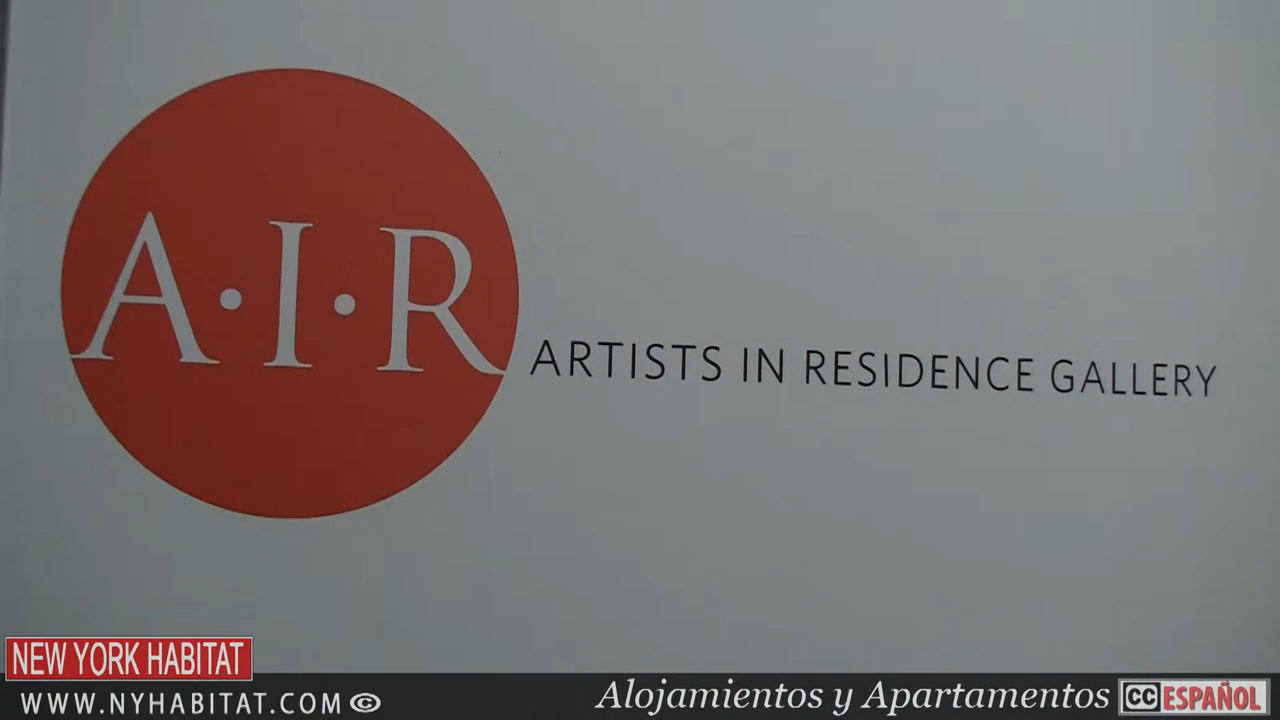 A·I·R
ARTISTS IN RESIDENCE GALLERY
NEW YORK HABITAT
WWW.NYHABITAT.COM ©
Alojamientos y Apartamentos CC ESPAÑOL